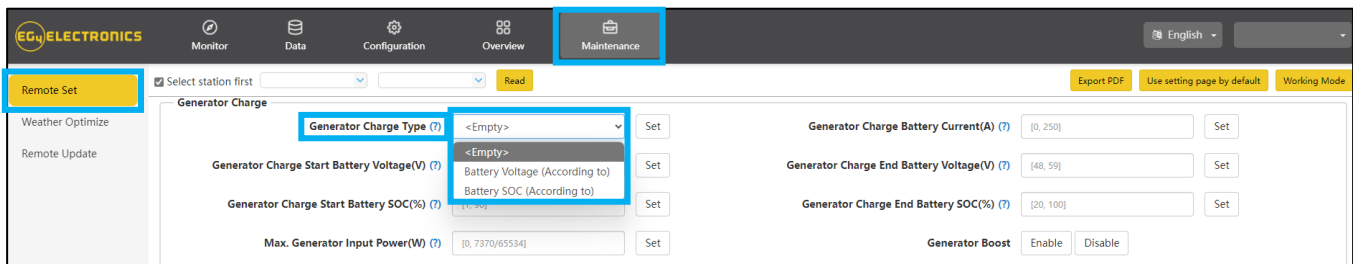 EG4 ELECTRONICS
Monitor
Data
Configuration
Overview
Maintenance
English
Remote Set
Weather Optimize
Remote Update
Select station first
Read
Export PDF
Use setting page by default
Working Mode
Generator Charge
Generator Charge Type (?)
<Empty>
Set
Generator Charge Battery Current(A) (?)
[0, 250]
Set
<Empty>
Battery Voltage (According to)
Battery SOC (According to)
Generator Charge Start Battery Voltage(V) (?)
Set
Generator Charge End Battery Voltage(V) (?)
[48, 59]
Set
Generator Charge Start Battery SOC(%) (?)
[1, 90]
Set
Generator Charge End Battery SOC(%) (?)
[20, 100]
Set
Max. Generator Input Power(W) (?)
[0, 7370/65534]
Set
Generator Boost
Enable
Disable